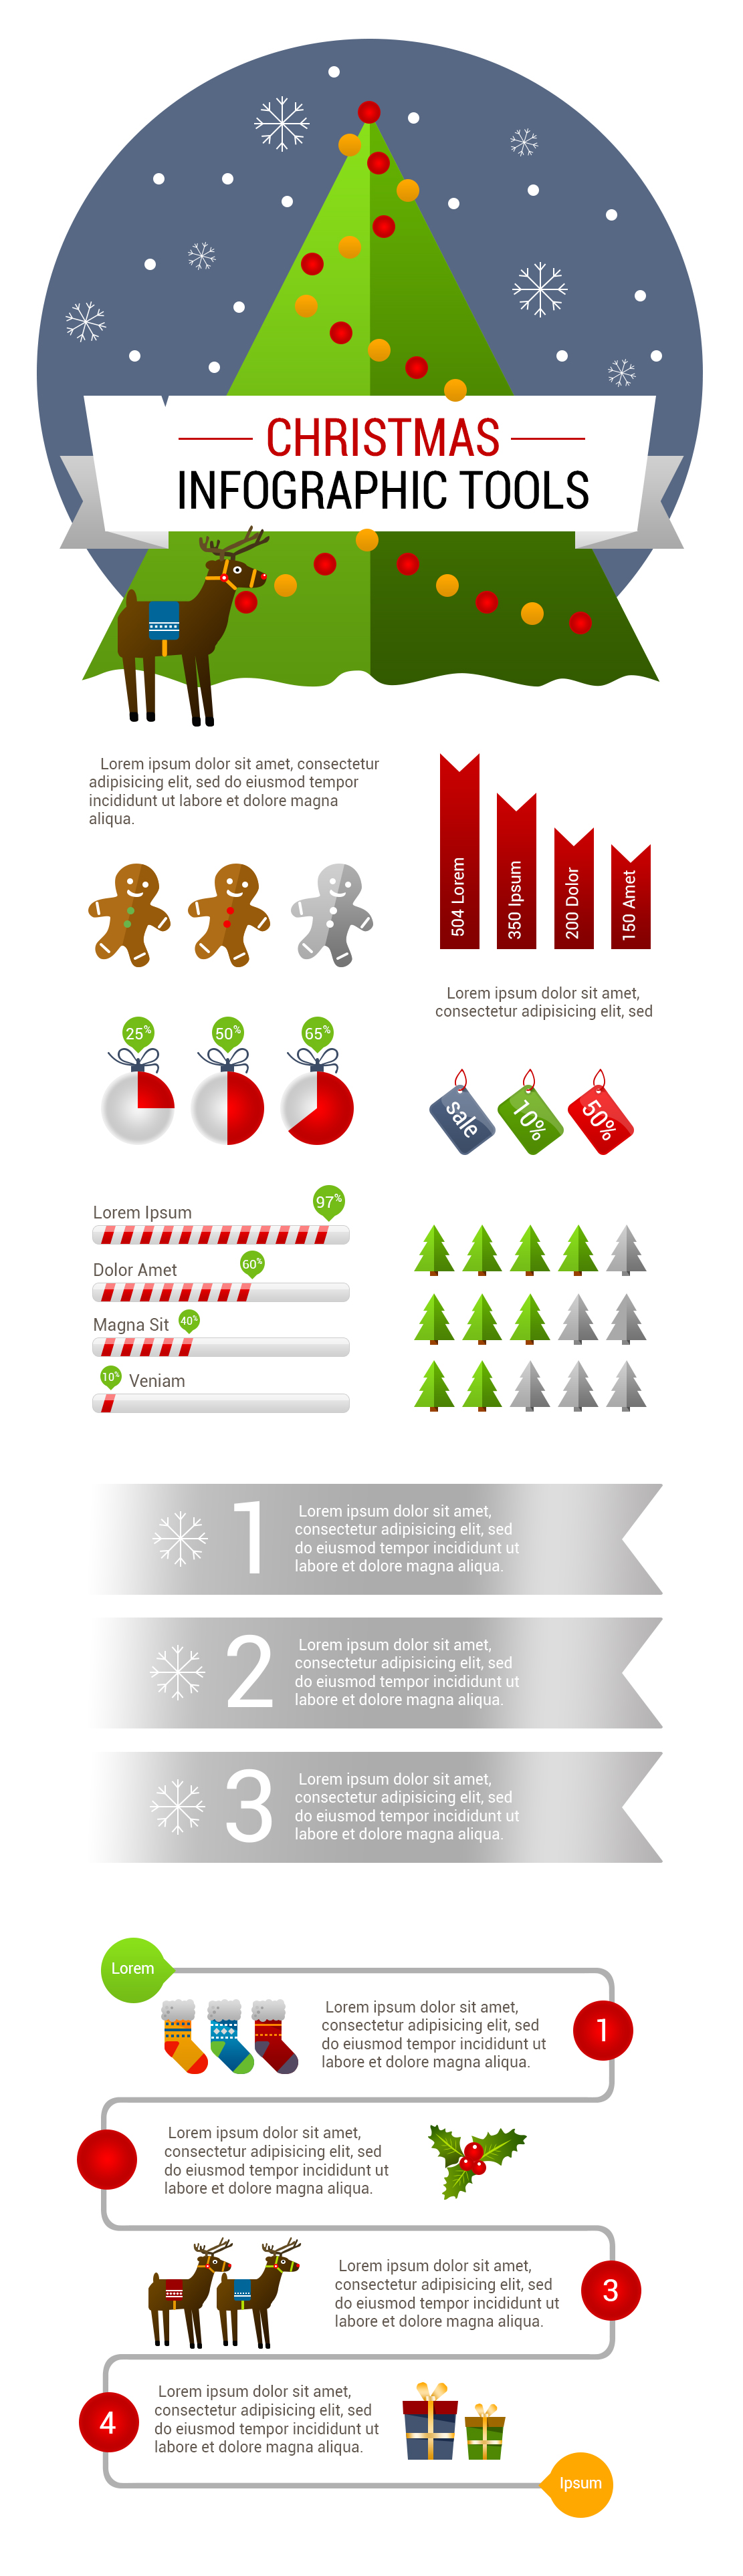 CHRISTMAS
INFOGRAPHIC TOOLS
Lorem ipsum dolor sit amet, consectetur
adipisicing elit, sed do eiusmod tempor
incididunt ut labore et dolore magna
aliqua.
504 Lorem
350 Ipsum
200 Dolor
150 Amet
Lorem ipsum dolor sit amet,
consectetur adipisicing elit, sed
25%
50%
65%
sale
10%
50%
Lorem Ipsum
97%
Dolor Amet
60%
Magna Sit
40%
10%
Veniam
1
Lorem ipsum dolor sit amet,
consectetur adipisicing elit, sed
do eiusmod tempor incididunt ut
labore et dolore magna aliqua.
2
Lorem ipsum dolor sit amet,
consectetur adipisicing elit, sed
do eiusmod tempor incididunt ut
labore et dolore magna aliqua.
3
Lorem ipsum dolor sit amet,
consectetur adipisicing elit, sed
do eiusmod tempor incididunt ut
labore et dolore magna aliqua.
Lorem
Lorem ipsum dolor sit amet,
consectetur adipisicing elit, sed
do eiusmod tempor incididunt ut
labore et dolore magna aliqua.
1
Lorem ipsum dolor sit amet,
consectetur adipisicing elit, sed
do eiusmod tempor incididunt ut
labore et dolore magna aliqua.
Lorem ipsum dolor sit amet,
consectetur adipisicing elit, sed
do eiusmod tempor incididunt ut
labore et dolore magna aliqua.
3
4
Lorem ipsum dolor sit amet,
consectetur adipisicing elit, sed
do eiusmod tempor incididunt ut
labore et dolore magna aliqua.
Ipsum